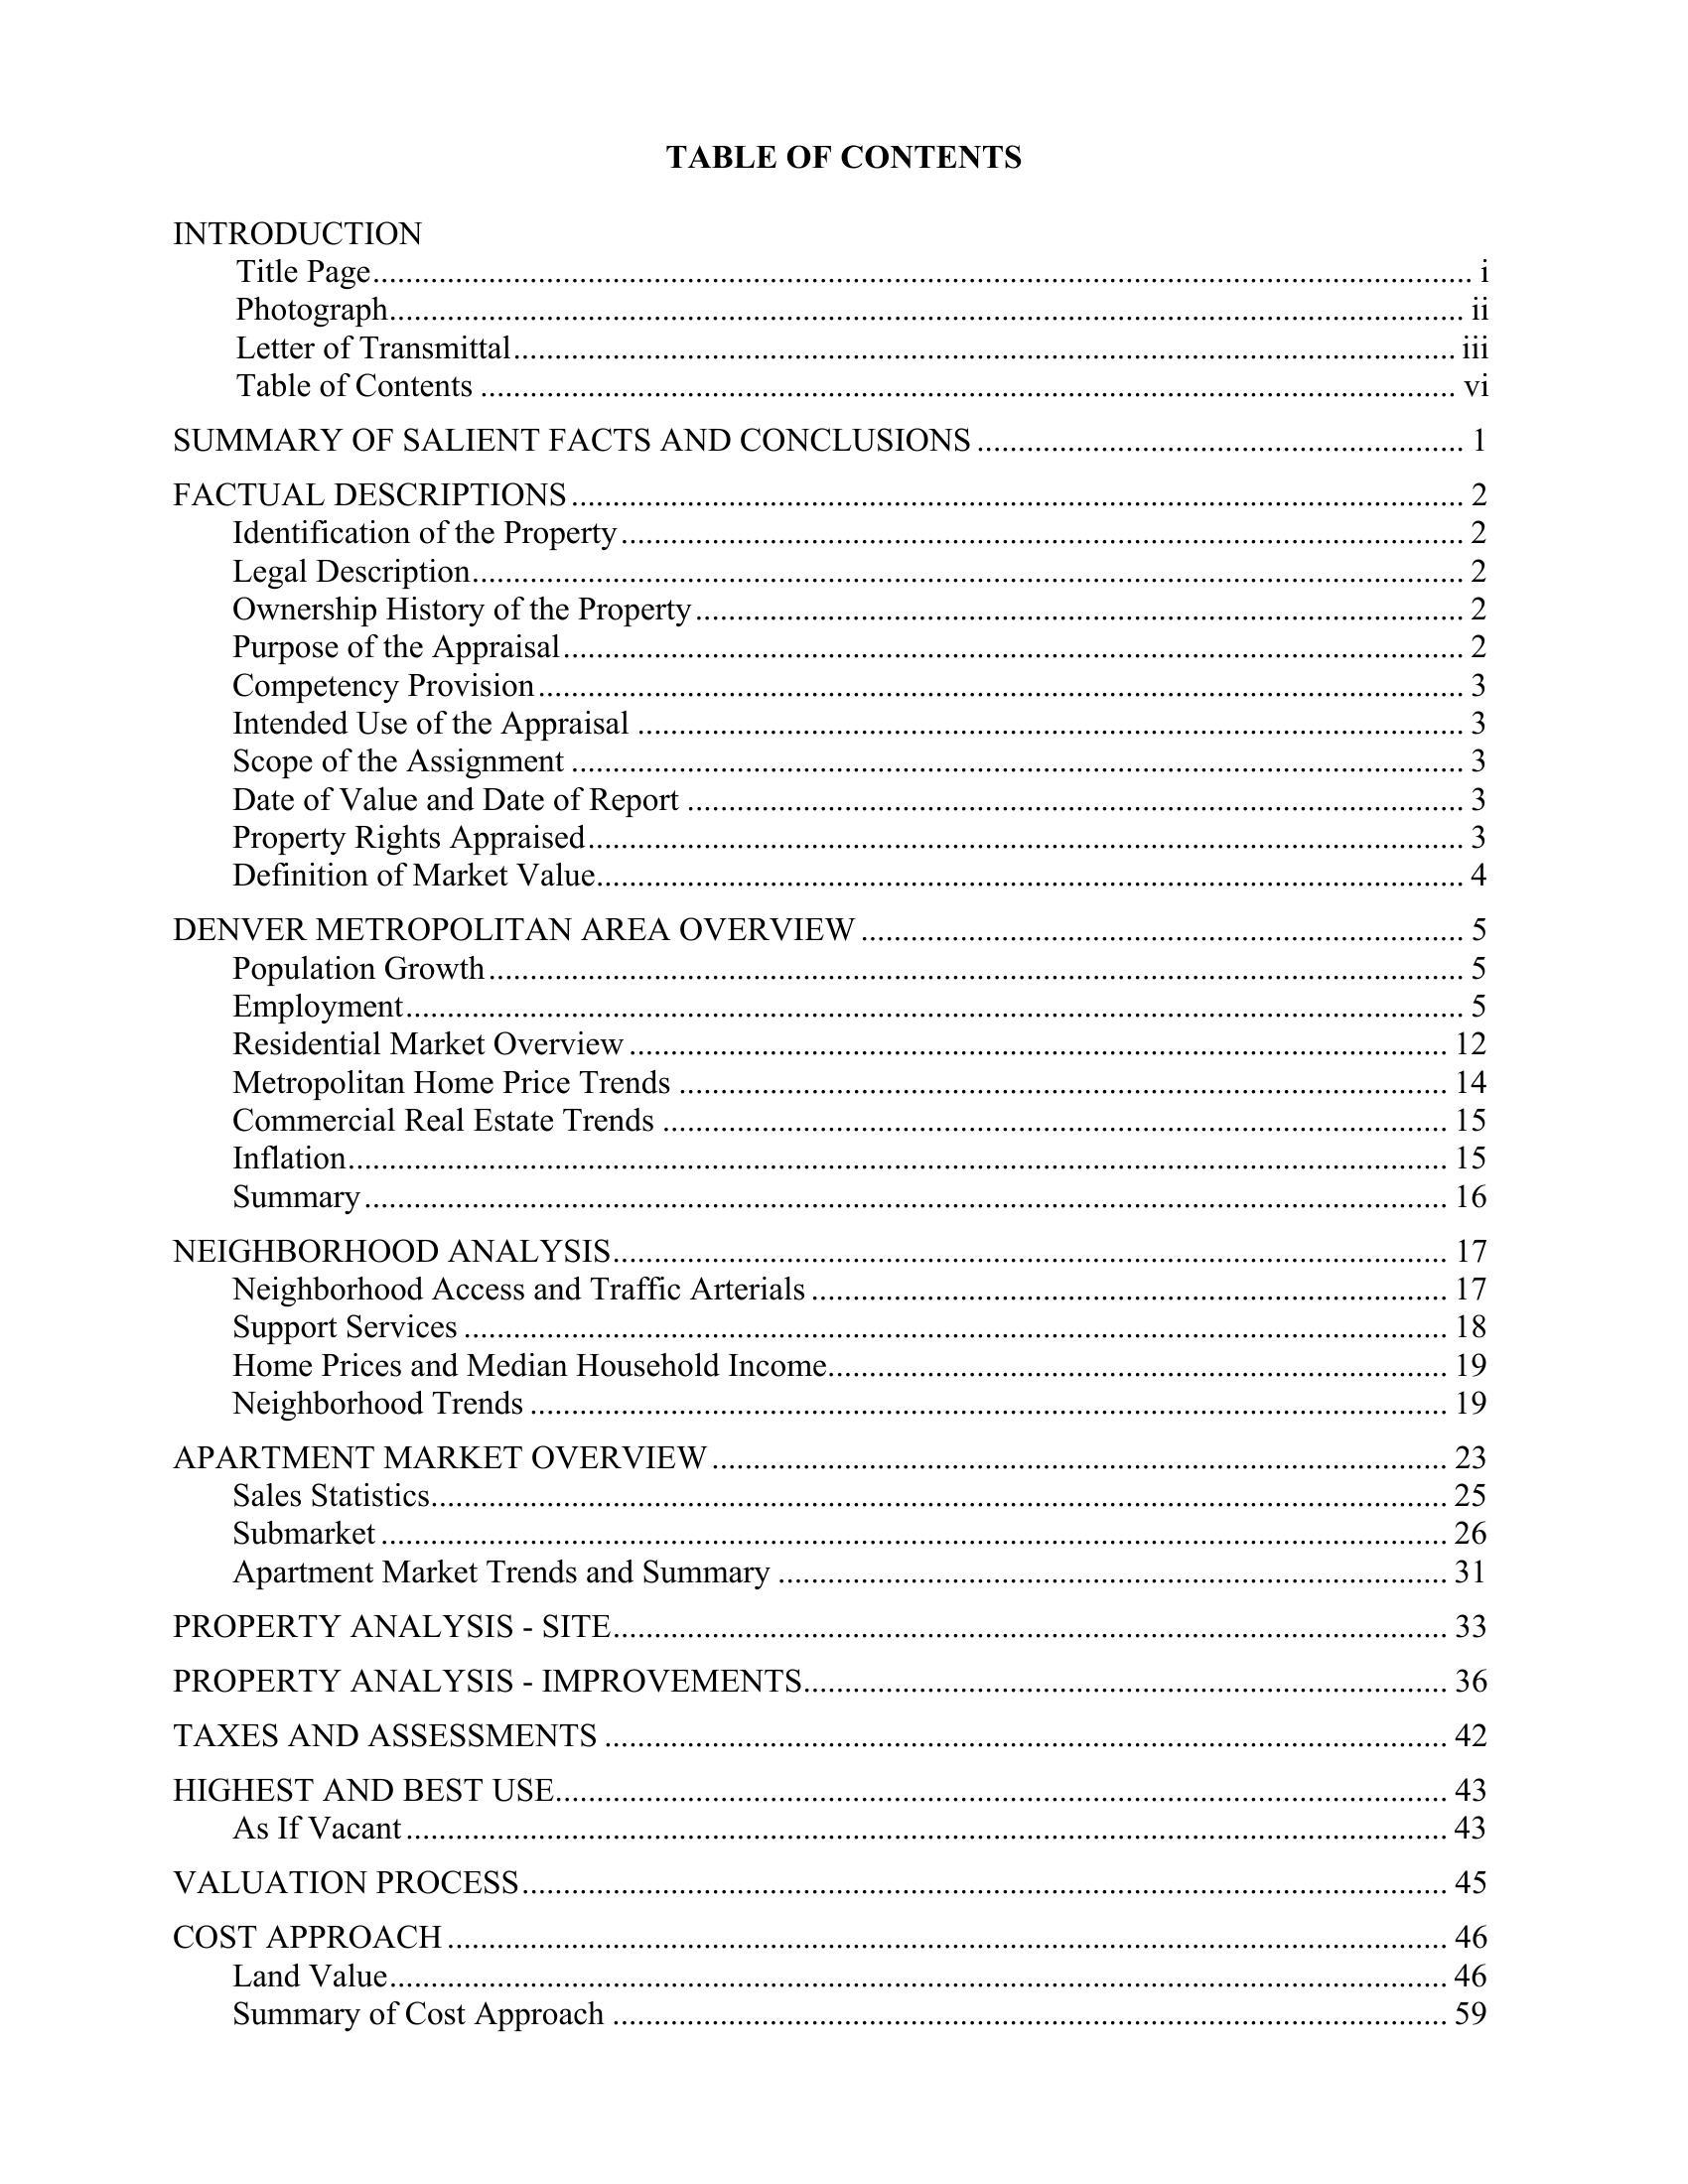 TABLE OF CONTENTS
INTRODUCTION
Title Page i
Photograph ii
Letter of Transmittal iii
Table of Contents vi
SUMMARY OF SALIENT FACTS AND CONCLUSIONS 1
FACTUAL DESCRIPTIONS 2
Identification of the Property 2
Legal Description 2
Ownership History of the Property 2
Purpose of the Appraisal 2
Competency Provision 3
Intended Use of the Appraisal 3
Scope of the Assignment 3
Date of Value and Date of Report 3
Property Rights Appraised 3
Definition of Market Value 4
DENVER METROPOLITAN AREA OVERVIEW 5
Population Growth 5
Employment 5
Residential Market Overview 12
Metropolitan Home Price Trends 14
Commercial Real Estate Trends 15
Inflation 15
Summary 16
NEIGHBORHOOD ANALYSIS 17
Neighborhood Access and Traffic Arterials 17
Support Services 18
Home Prices and Median Household Income 19
Neighborhood Trends 19
APARTMENT MARKET OVERVIEW 23
Sales Statistics 25
Submarket 26
Apartment Market Trends and Summary 31
PROPERTY ANALYSIS - SITE 33
PROPERTY ANALYSIS - IMPROVEMENTS 36
TAXES AND ASSESSMENTS 42
HIGHEST AND BEST USE 43
As If Vacant 43
VALUATION PROCESS 45
COST APPROACH 46
Land Value 46
Summary of Cost Approach 59